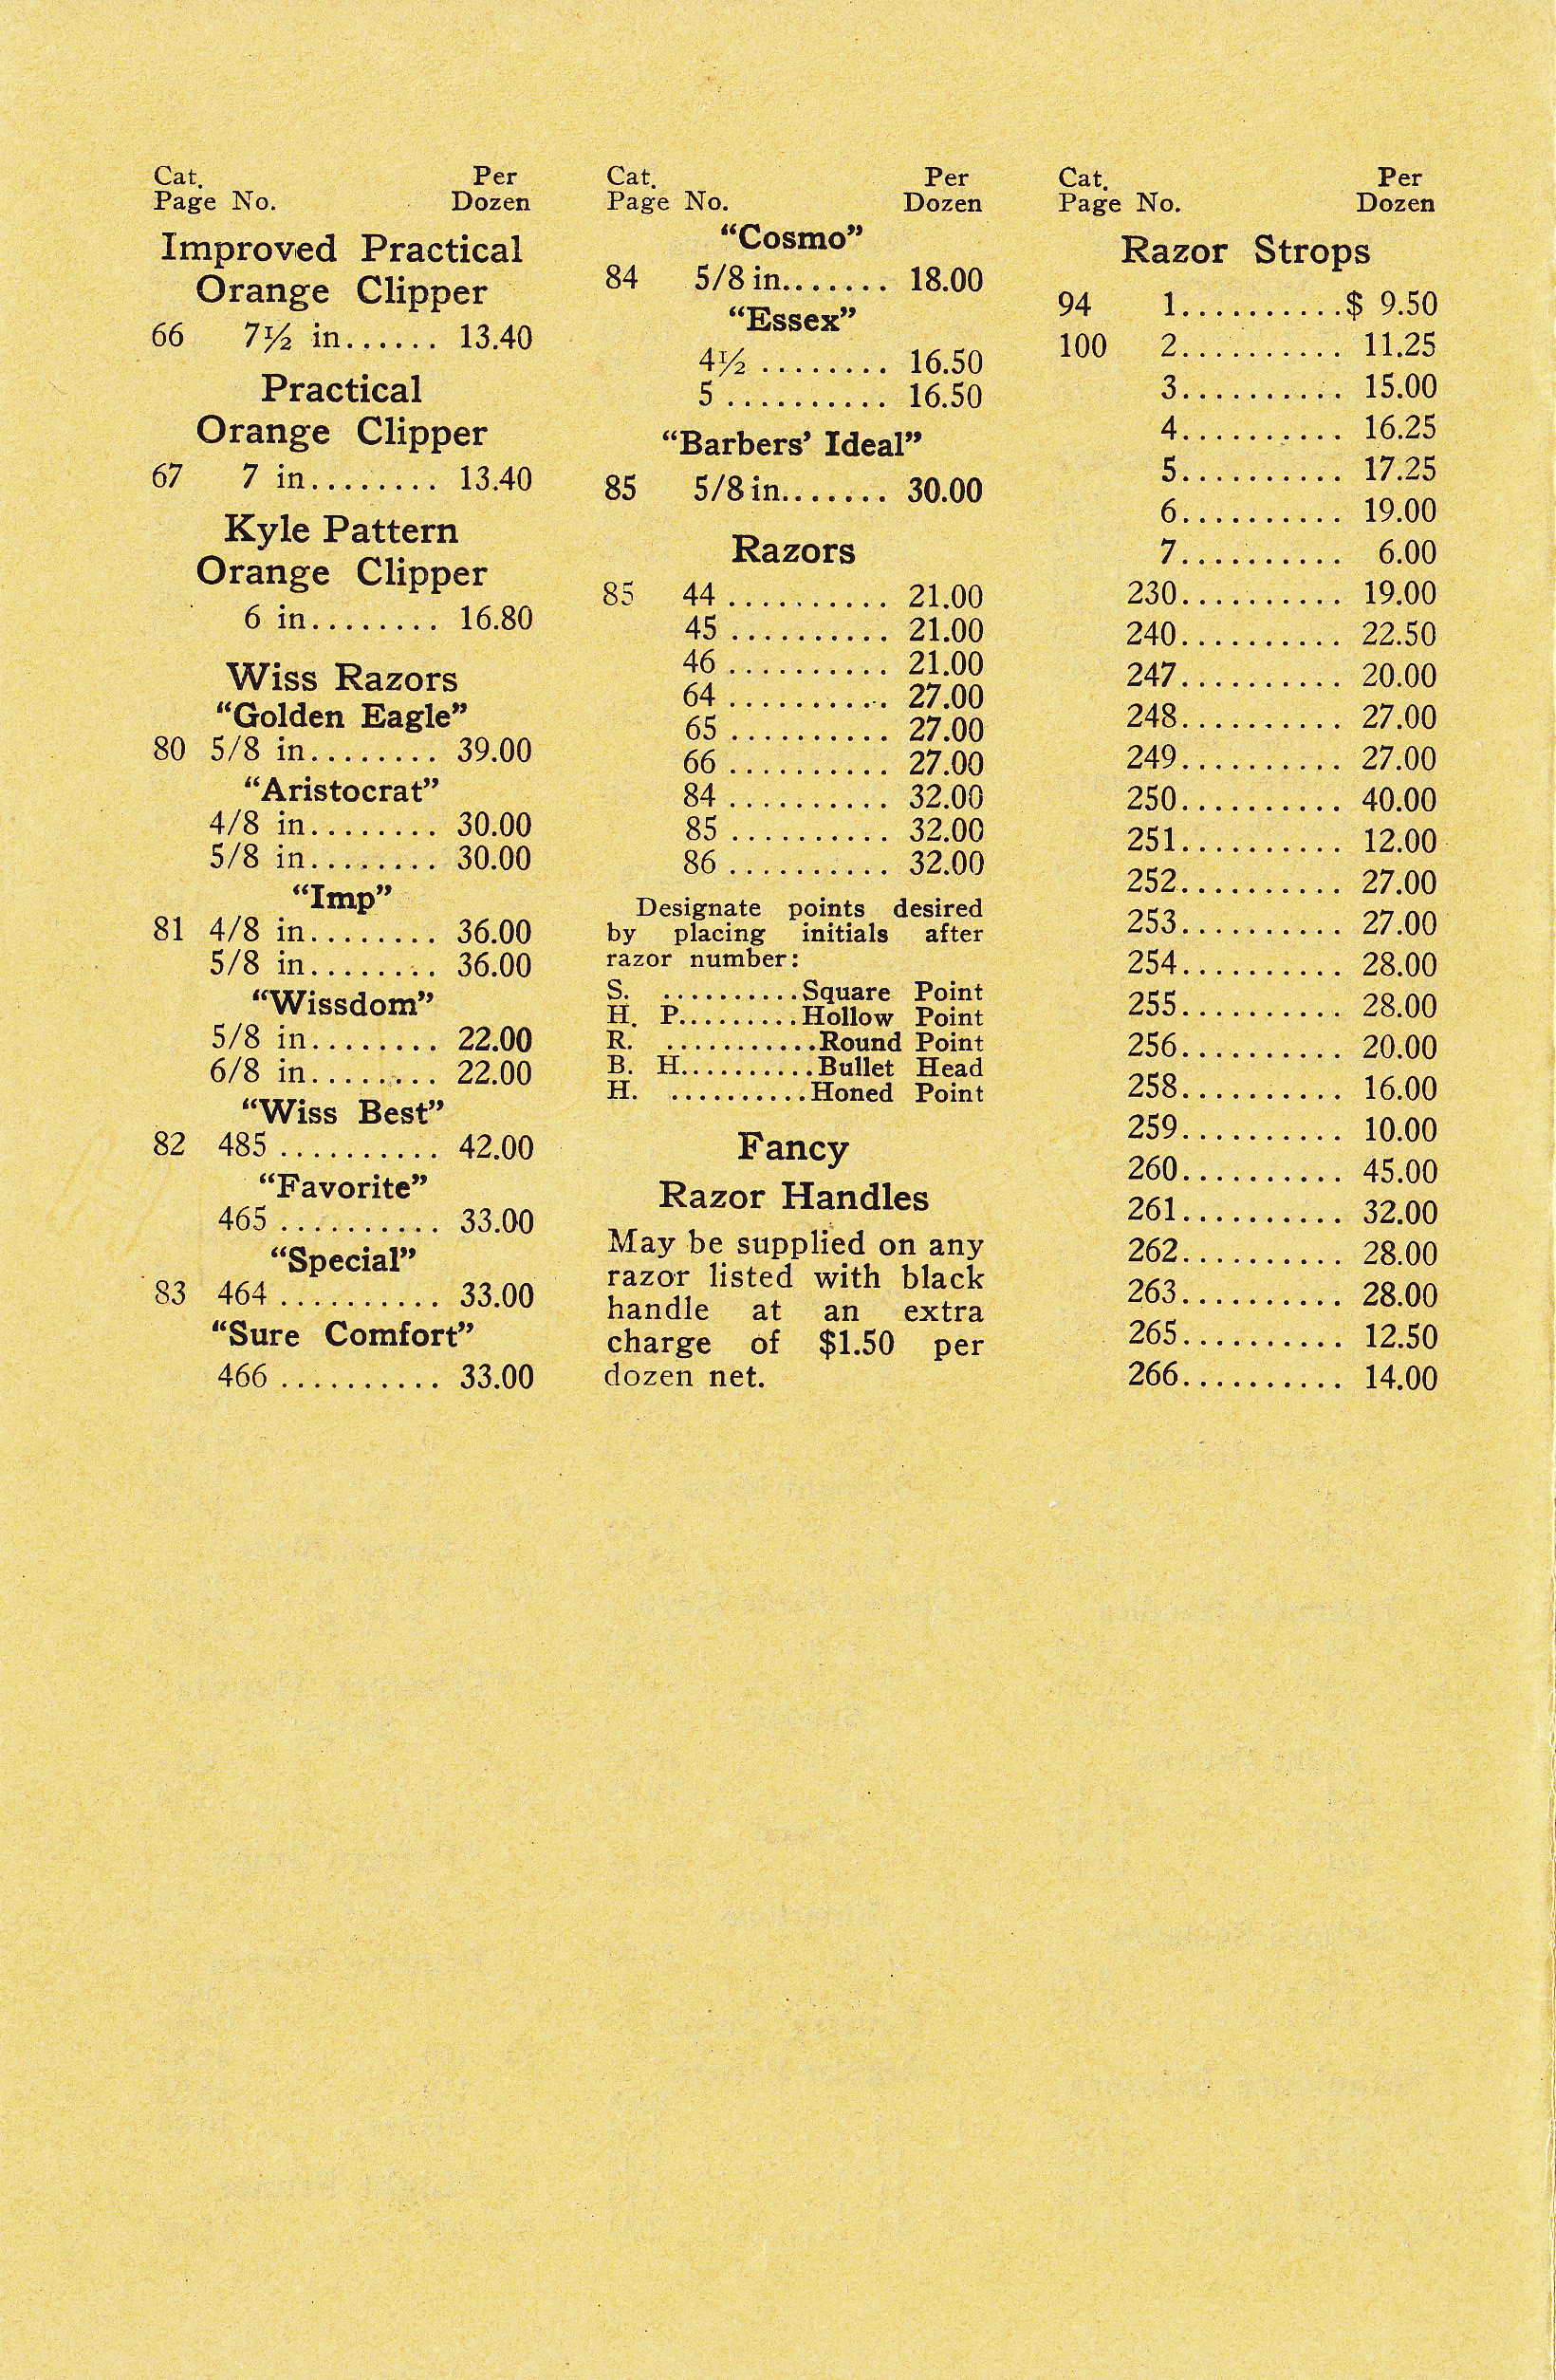 Cat. Per
Page No. Dozen
Improved Practical
Orange Clipper
66 7½ in...... 13.40
Practical
Orange Clipper
67 7 in........ 13.40
Kyle Pattern
Orange Clipper
6 in........ 16.80
Wiss Razors
“Golden Eagle”
80 5/8 in........ 39.00
“Aristocrat”
4/8 in........ 30.00
5/8 in........ 30.00
“Imp”
81 4/8 in........ 36.00
5/8 in........ 36.00
“Wissdom”
5/8 in........ 22.00
6/8 in........ 22.00
“Wiss Best”
82 485 .......... 42.00
“Favorite”
465 .......... 33.00
“Special”
83 464 .......... 33.00
“Sure Comfort”
466 .......... 33.00
Cat. Per
Page No. Dozen
“Cosmo”
84 5/8 in....... 18.00
“Essex”
4½ ........ 16.50
5 .......... 16.50
“Barbers’ Ideal”
85 5/8 in....... 30.00
Razors
85 44 .......... 21.00
45 .......... 21.00
46 .......... 21.00
64 .......... 27.00
65 .......... 27.00
66 .......... 27.00
84 .......... 32.00
85 .......... 32.00
86 .......... 32.00
Designate points desired
by placing initials after
razor number:
S. ..........Square Point
H. P.........Hollow Point
R. ...........Round Point
B. H..........Bullet Head
H. ..........Honed Point
Fancy
Razor Handles
May be supplied on any
razor listed with black
handle at an extra
charge of $1.50 per
dozen net.
Cat. Per
Page No. Dozen
Razor Strops
94 1..........$ 9.50
100 2.......... 11.25
3.......... 15.00
4.......... 16.25
5.......... 17.25
6.......... 19.00
7.......... 6.00
230.......... 19.00
240.......... 22.50
247.......... 20.00
248.......... 27.00
249.......... 27.00
250.......... 40.00
251.......... 12.00
252.......... 27.00
253.......... 27.00
254.......... 28.00
255.......... 28.00
256.......... 20.00
258.......... 16.00
259.......... 10.00
260.......... 45.00
261.......... 32.00
262.......... 28.00
263.......... 28.00
265.......... 12.50
266.......... 14.00